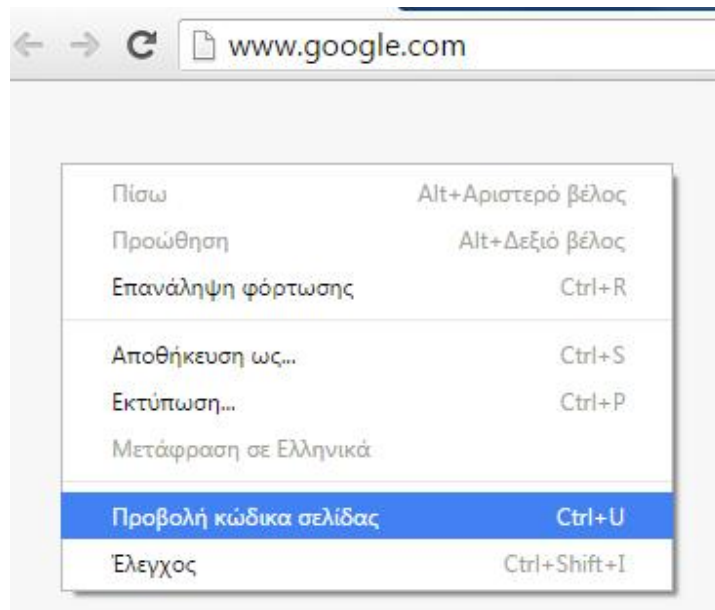 www.google.com
Πίσω Alt+Αριστερό βέλος
Προώθηση Alt+Δεξιό βέλος
Επανάληψη φόρτωσης Ctrl+R
Αποθήκευση ως... Ctrl+S
Εκτύπωση... Ctrl+P
Μετάφραση σε Ελληνικά
Προβολή κώδικα σελίδας Ctrl+U
Έλεγχος Ctrl+Shift+I